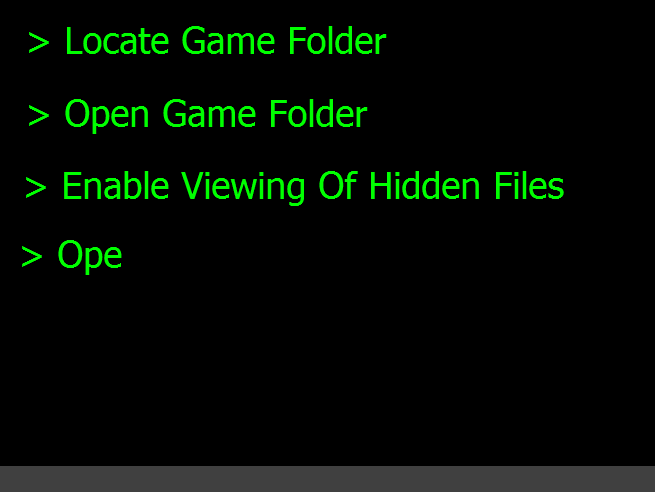 > Locate Game Folder
> Open Game Folder
> Enable Viewing Of Hidden Files
> Ope